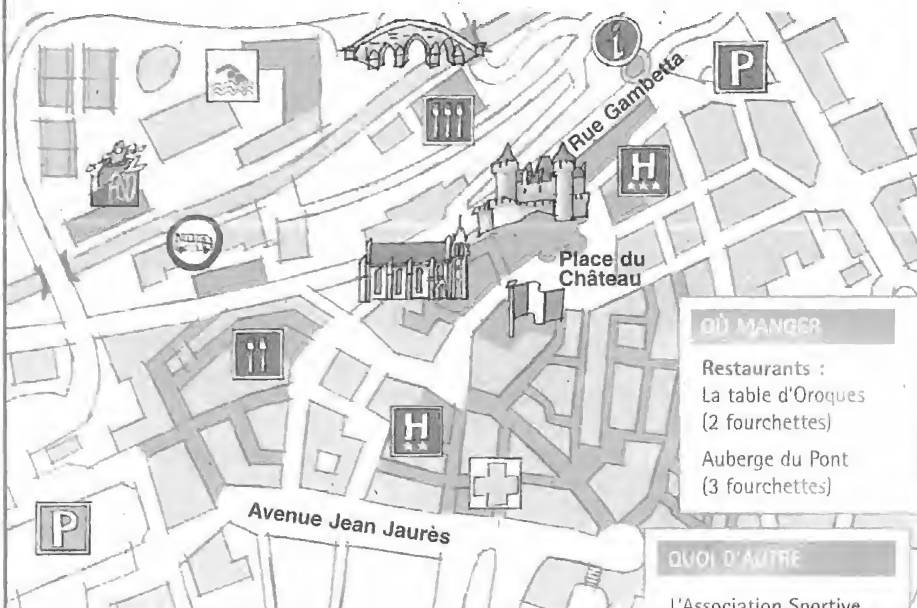 i
P
Rue Gambetta
H
Place du
Château
OÙ MANGER
Restaurants :
La table d'Oroques
(2 fourchettes)
Auberge du Pont
(3 fourchettes)
H
P
Avenue Jean Jaurès
QUOI D'AUTRE
L'Association Sportive